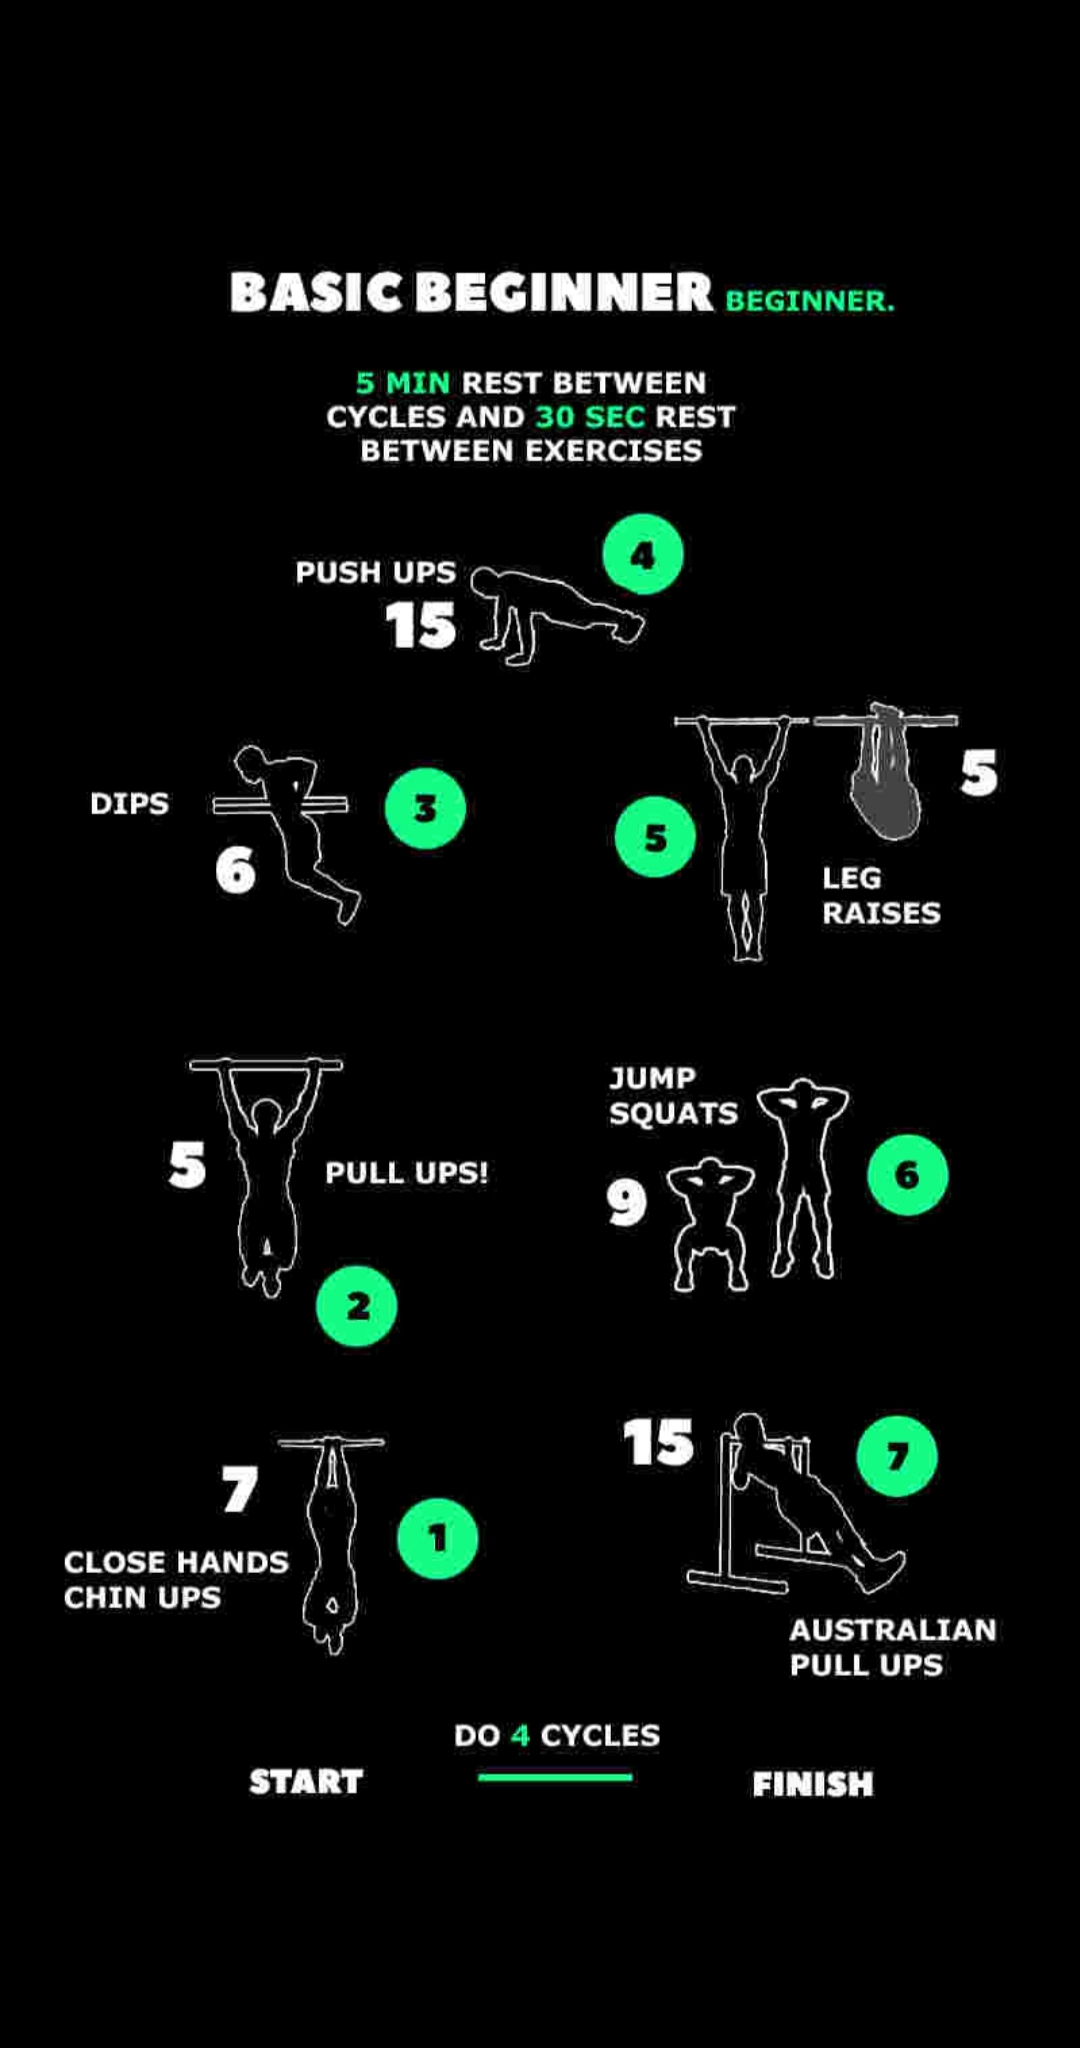 BASIC BEGINNER BEGINNER.
5 MIN REST BETWEEN
CYCLES AND 30 SEC REST
BETWEEN EXERCISES
4
PUSH UPS
15
DIPS
6
3
5
5
LEG
RAISES
5
PULL UPS!
2
JUMP
SQUATS
9
6
7
CLOSE HANDS
CHIN UPS
1
15
7
AUSTRALIAN
PULL UPS
DO 4 CYCLES
START
FINISH